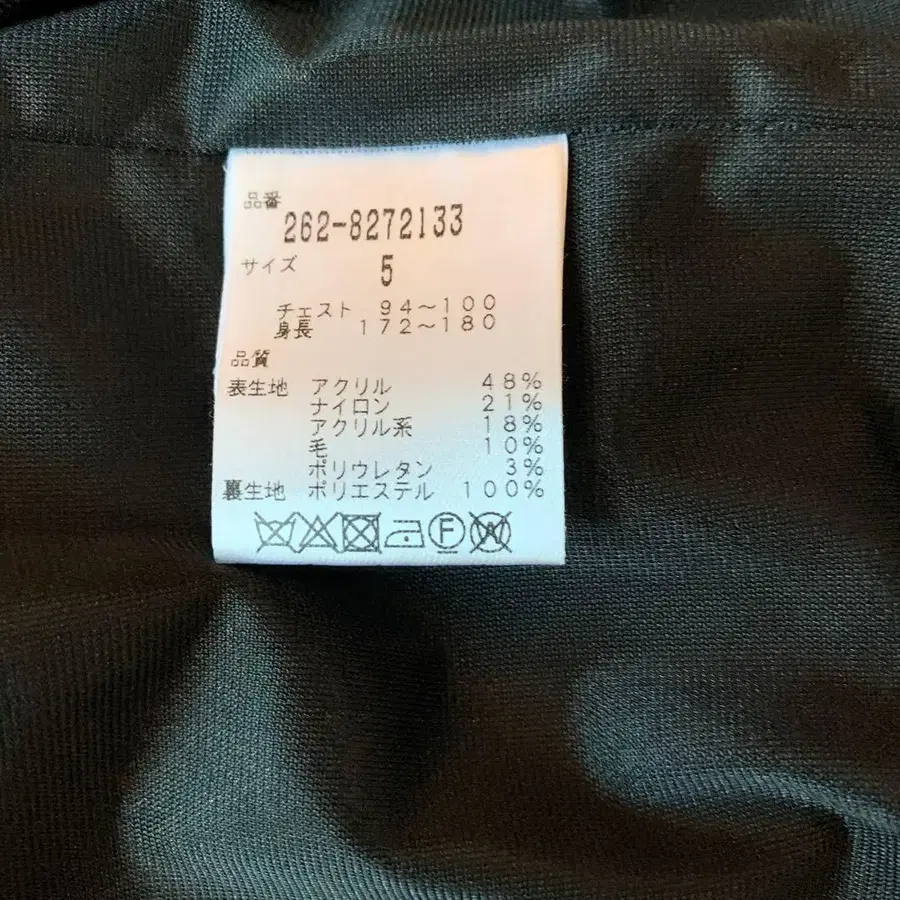 品番
262-8272133
サイズ 5
チェスト 94～100
身長 172～180
品質
表生地 アクリル 48%
ナイロン 21%
アクリル系 18%
毛 10%
ポリウレタン 3%
裏生地 ポリエステル 100%
F W